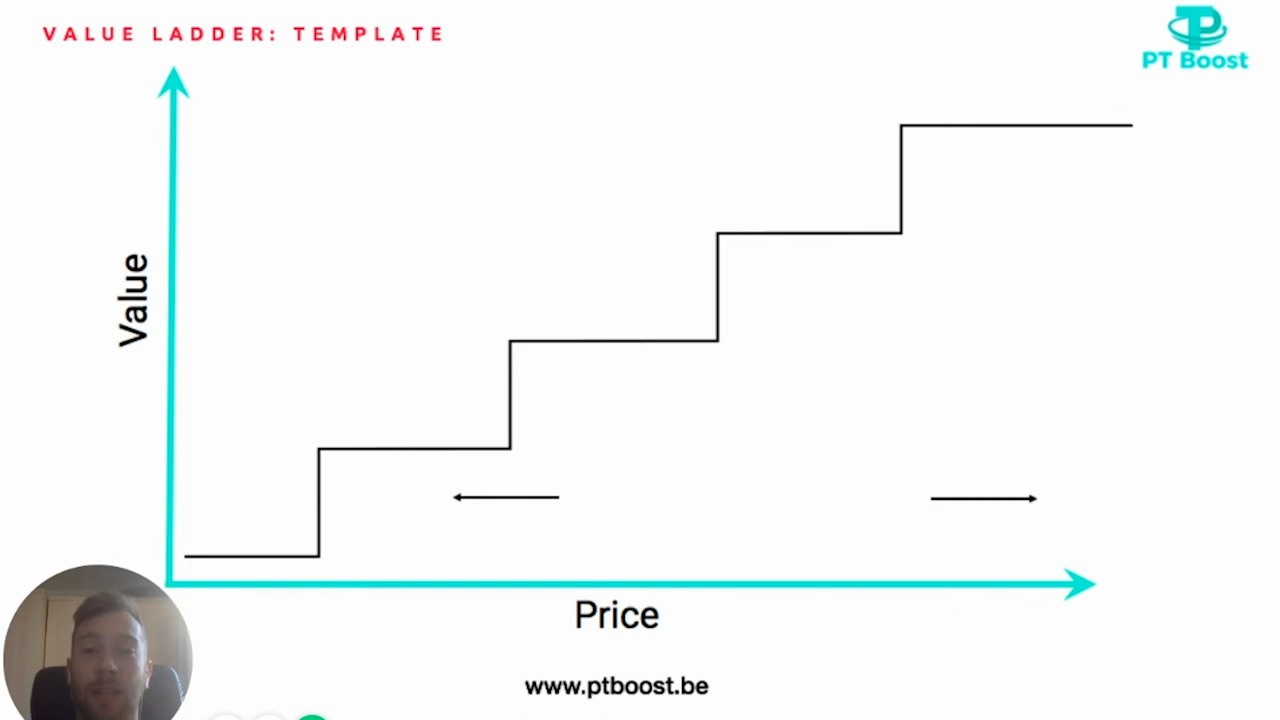 VALUE LADDER: TEMPLATE
PT Boost
Value
Price
www.ptboost.be